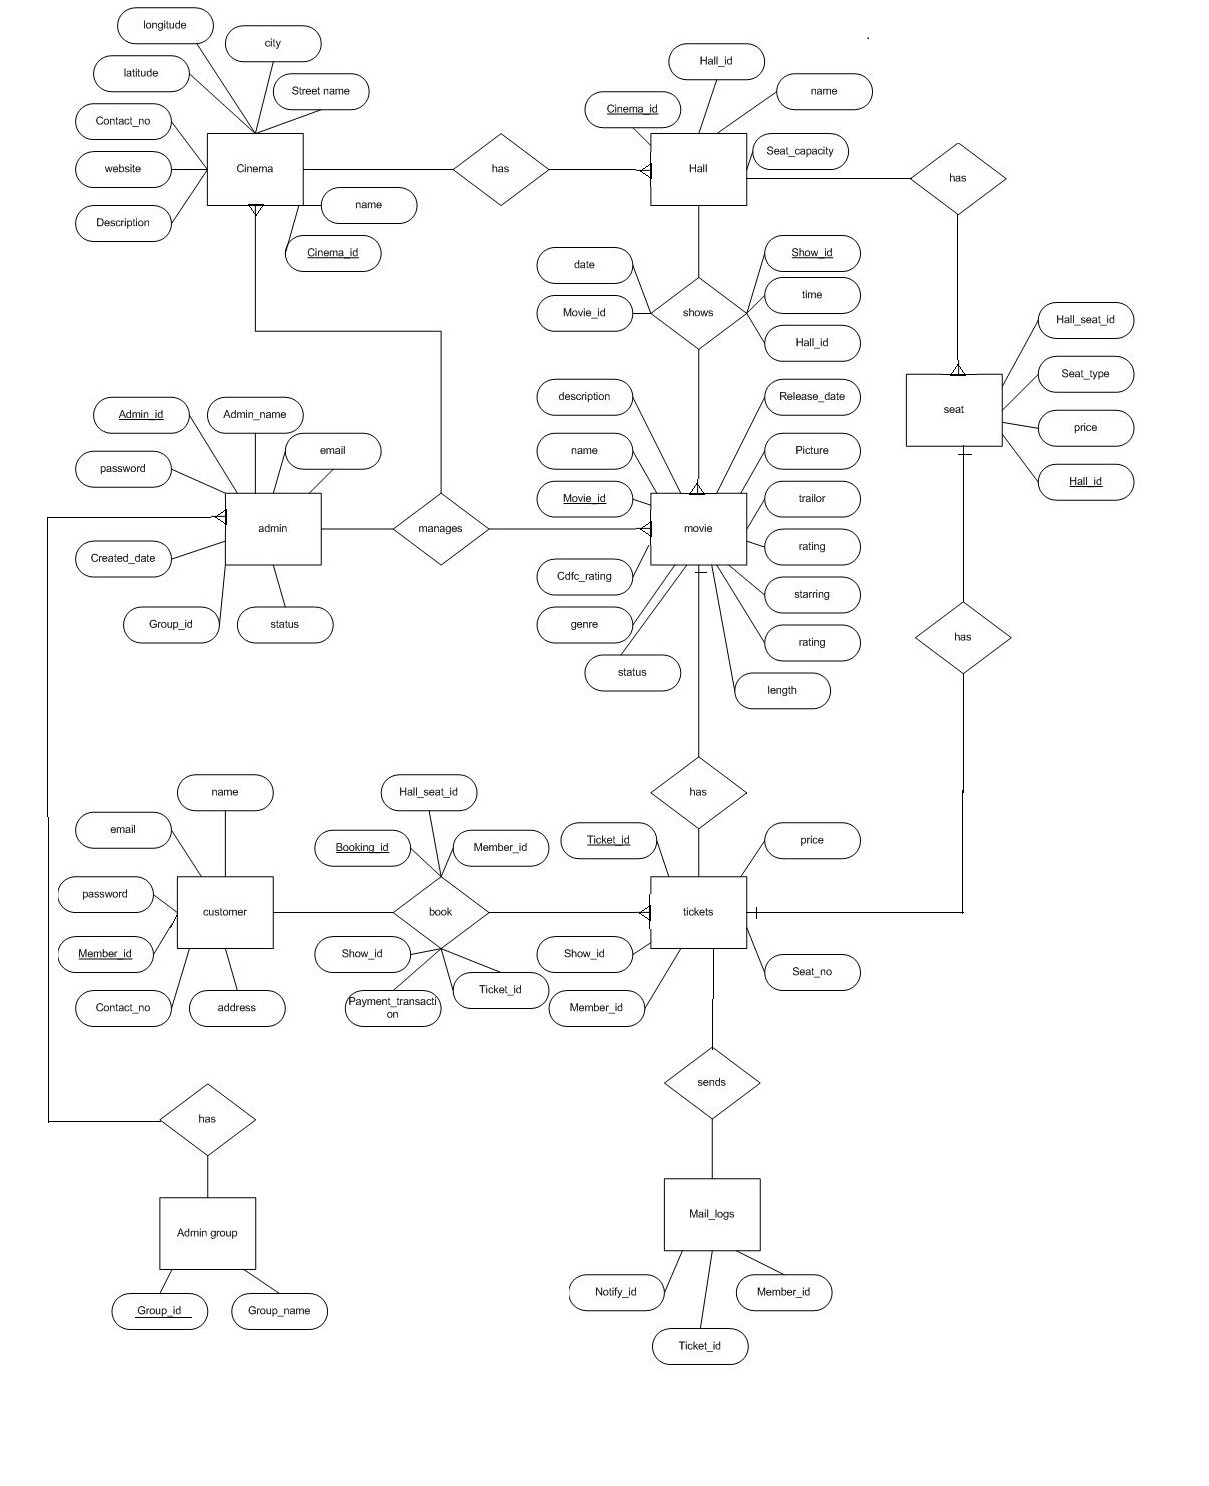 longitude
city
latitude
Street name
Contact_no
website
Description
Cinema
name
Cinema_id
has
Hall_id
name
Cinema_id
Seat_capacity
Hall
has
date
Movie_id
shows
Show_id
time
Hall_id
Hall_seat_id
Seat_type
price
Hall_id
seat
Admin_id
Admin_name
email
password
admin
Created_date
Group_id
status
manages
description
name
Movie_id
movie
Cdfc_rating
genre
status
Release_date
Picture
trailor
rating
starring
rating
length
has
has
name
email
password
Member_id
Contact_no
address
customer
Hall_seat_id
Booking_id
Member_id
book
Show_id
Payment_transacti
on
Ticket_id
Ticket_id
price
tickets
Show_id
Member_id
Seat_no
has
sends
Admin group
Group_id
Group_name
Mail_logs
Notify_id
Member_id
Ticket_id